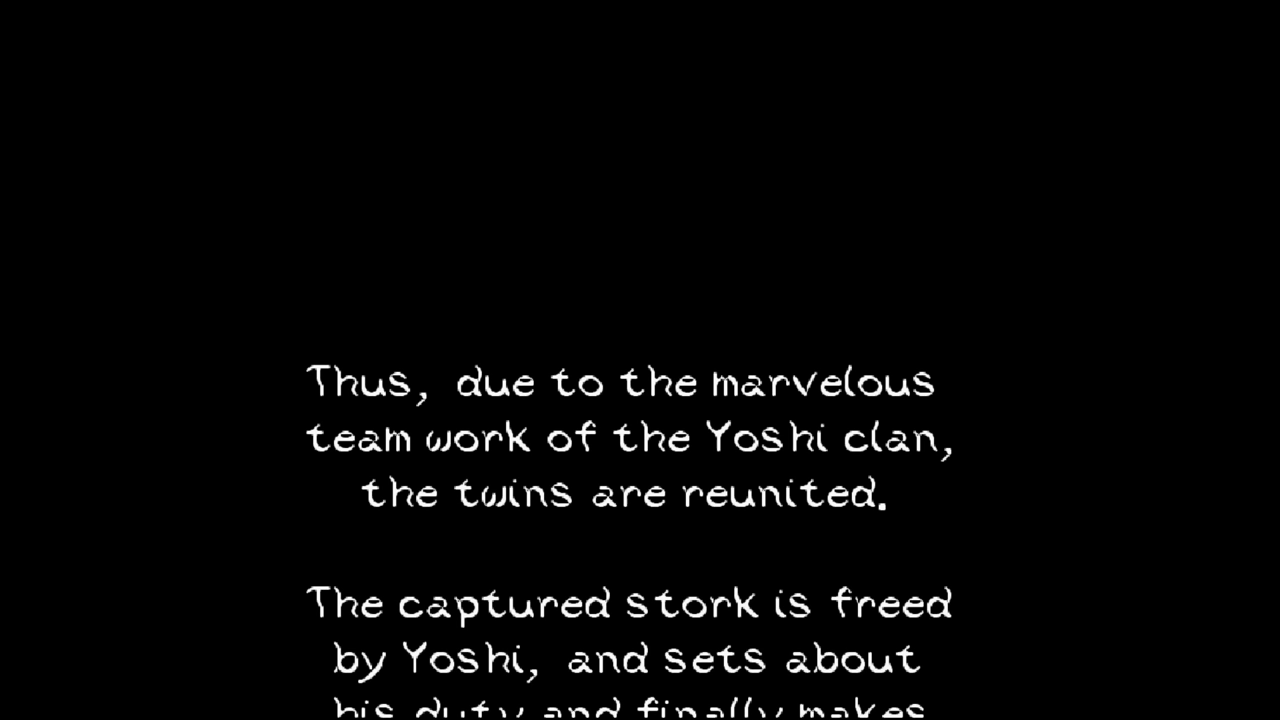 Thus, due to the marvelous
team work of the Yoshi clan,
the twins are reunited.
The captured stork is freed
by Yoshi, and sets about
his duty and finally makes